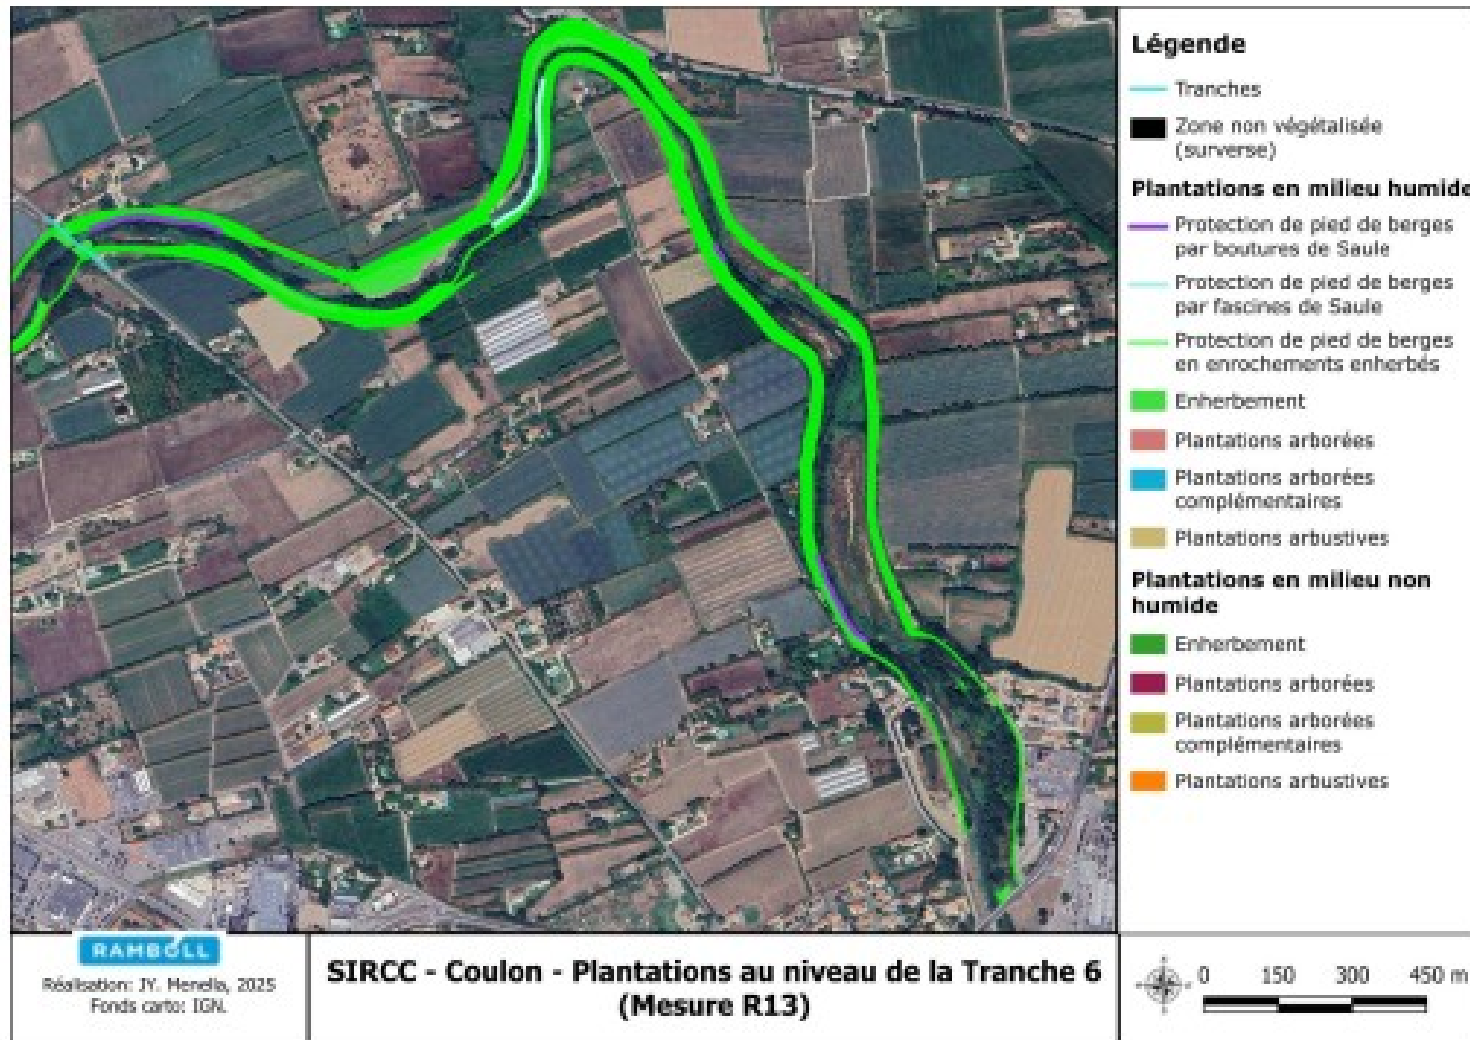 Légende
Tranches
Zone non végétalisée
(surverse)
Plantations en milieu humide
Protection de pied de berges
par boutures de Saule
Protection de pied de berges
par fascines de Saule
Protection de pied de berges
en enrochements enherbés
Enherbement
Plantations arborées
Plantations arborées
complémentaires
Plantations arbustives
Plantations en milieu non
humide
Enherbement
Plantations arborées
Plantations arborées
complémentaires
Plantations arbustives
RAMBOLL
Réalisation: JY. Menella, 2025
Fonds carto: IGN.
SIRCC - Coulon - Plantations au niveau de la Tranche 6
(Mesure R13)
0 150 300 450 m